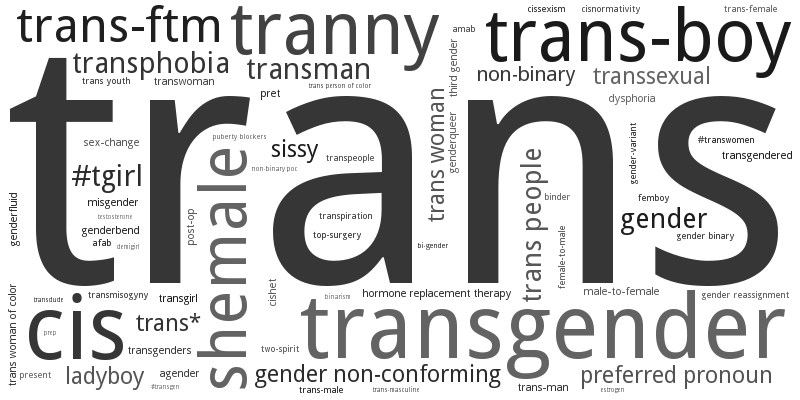 trans-ftm
tranny
trans-boy
cissexism
cisnormativity
trans-female
amab
transphobia
transman
third gender
non-binary
transsexual
trans youth
transwoman
pret
trans person of color
dysphoria
trans
sex-change
puberty blockers
sissy
transpeople
non-binary poc
trans woman
genderqueer
gender-variant
#transwomen
transgendered
#tgirl
misgender
testosterone
genderbend
afab
demigirl
genderfluid
post-op
shemale
transpiration
top-surgery
bi-gender
trans people
binder
female-to-male
femboy
gender
gender binary
trans woman of color
transdude
transmisogyny
transgirl
cishet
binarism
hormone replacement therapy
male-to-female
gender reassignment
cis
prep
trans*
transgender
transgenders
two-spirit
present
ladyboy
agender
#transgen
gender non-conforming
trans-male
trans-masculine
trans-man
preferred pronoun
estrogen